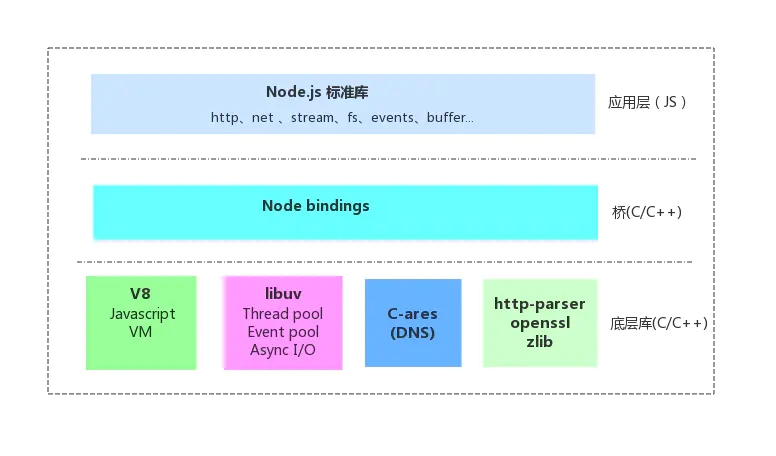 Node.js 标准库
http、net 、stream、fs、events、buffer...
应用层（JS）
Node bindings
桥(C/C++)
V8
Javascript
VM
libuv
Thread pool
Event pool
Async I/O
C-ares
(DNS)
http-parser
openssl
zlib
底层库(C/C++)